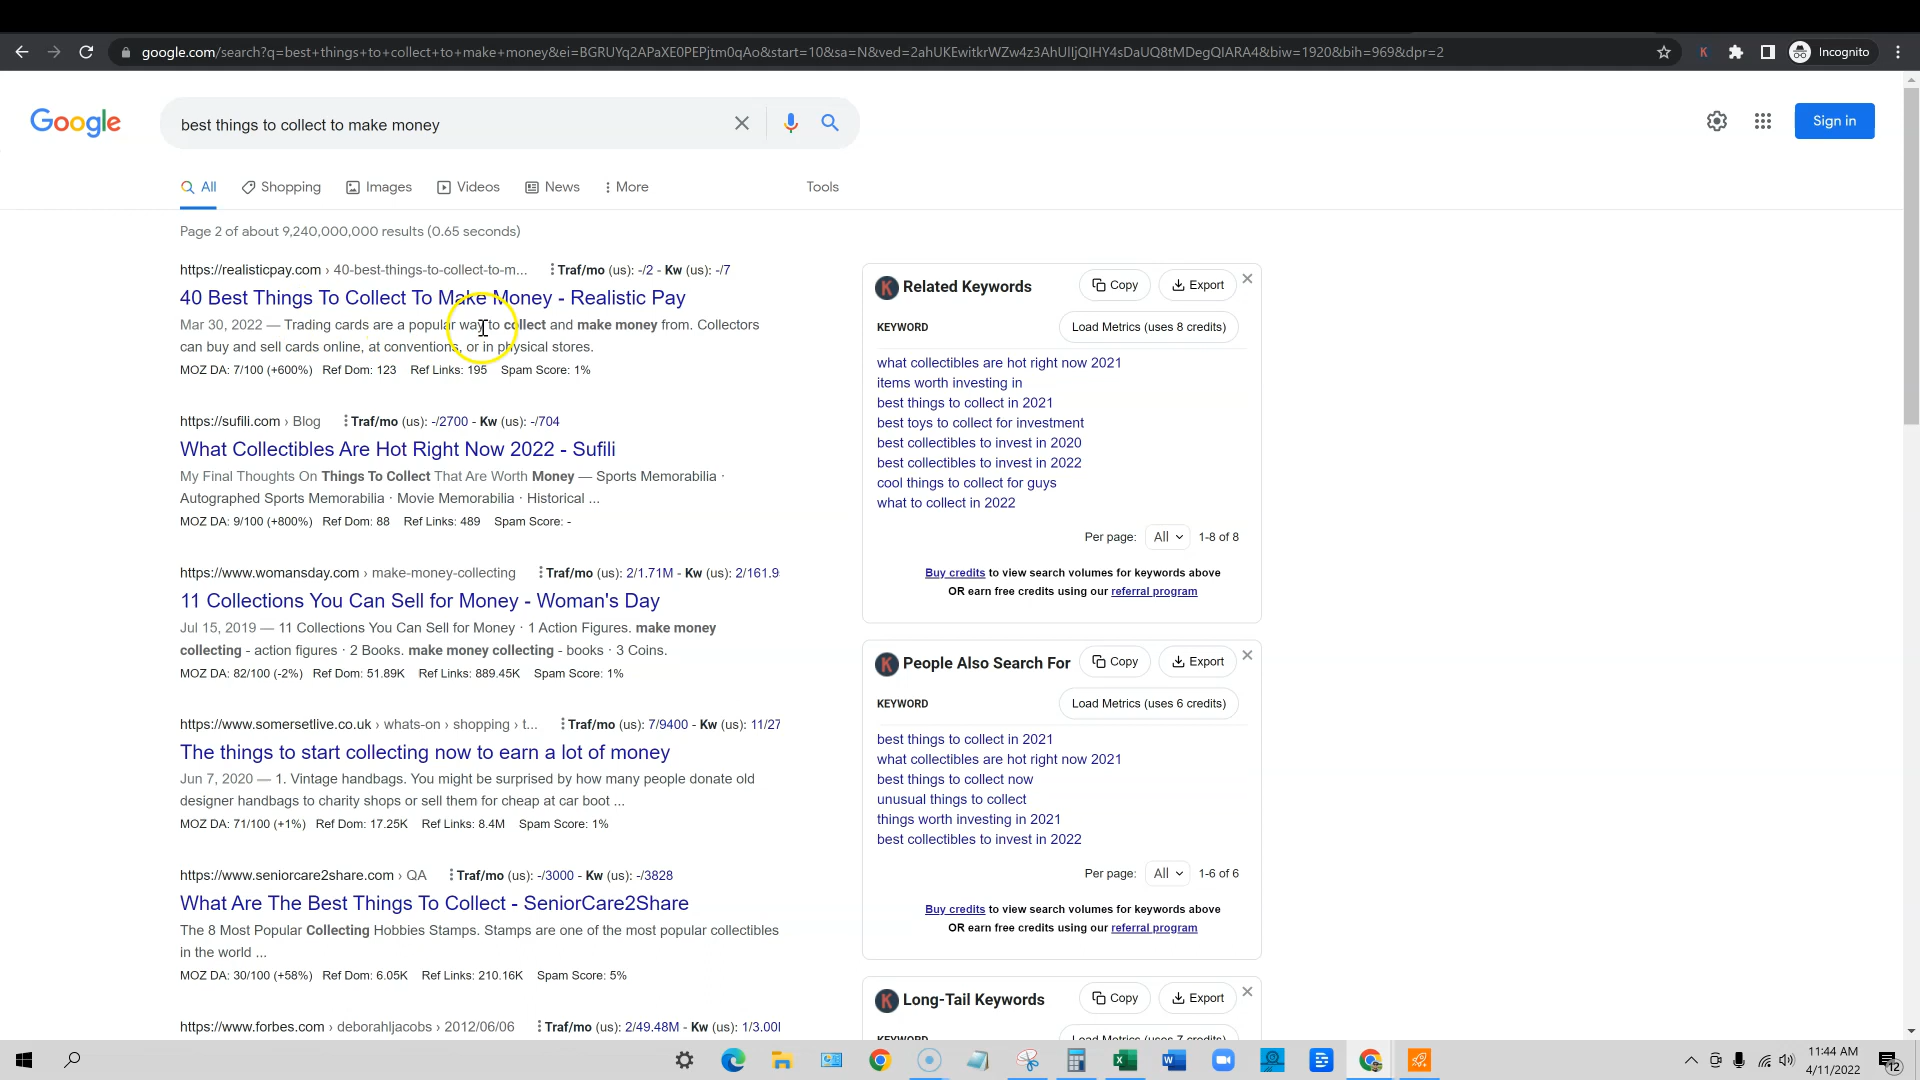 google.com/search?q=best+things+to+collect+to+make+money&ei=BGRUYq2APaXE0PEPjtm0qAo&start=10&sa=N&ved=2ahUKEwitkrWZw4z3AhUlIjQIHY4sDaUQ8tMDegQIARA4&biw=1920&bih=969&dpr=2
K
Incognito
Google
best things to collect to make money
Sign in
All
Shopping
Images
Videos
News
More
Tools
Page 2 of about 9,240,000,000 results (0.65 seconds)
https://realisticpay.com › 40-best-things-to-collect-to-m... Traf/mo (us): -/2 - Kw (us): -/7
40 Best Things To Collect To Make Money - Realistic Pay
Mar 30, 2022 — Trading cards are a popular way to collect and make money from. Collectors
can buy and sell cards online, at conventions, or in physical stores.
MOZ DA: 7/100 (+600%) Ref Dom: 123 Ref Links: 195 Spam Score: 1%
https://sufili.com › Blog Traf/mo (us): -/2700 - Kw (us): -/704
What Collectibles Are Hot Right Now 2022 - Sufili
My Final Thoughts On Things To Collect That Are Worth Money — Sports Memorabilia ·
Autographed Sports Memorabilia · Movie Memorabilia · Historical ...
MOZ DA: 9/100 (+800%) Ref Dom: 88 Ref Links: 489 Spam Score: -
https://www.womansday.com › make-money-collecting Traf/mo (us): 2/1.71M - Kw (us): 2/161.9
11 Collections You Can Sell for Money - Woman's Day
Jul 15, 2019 — 11 Collections You Can Sell for Money · 1 Action Figures. make money
collecting - action figures · 2 Books. make money collecting - books · 3 Coins.
MOZ DA: 82/100 (-2%) Ref Dom: 51.89K Ref Links: 889.45K Spam Score: 1%
https://www.somersetlive.co.uk › whats-on › shopping › t... Traf/mo (us): 7/9400 - Kw (us): 11/27
The things to start collecting now to earn a lot of money
Jun 7, 2020 — 1. Vintage handbags. You might be surprised by how many people donate old
designer handbags to charity shops or sell them for cheap at car boot ...
MOZ DA: 71/100 (+1%) Ref Dom: 17.25K Ref Links: 8.4M Spam Score: 1%
https://www.seniorcare2share.com › QA Traf/mo (us): -/3000 - Kw (us): -/3828
What Are The Best Things To Collect - SeniorCare2Share
The 8 Most Popular Collecting Hobbies Stamps. Stamps are one of the most popular collectibles
in the world ...
MOZ DA: 30/100 (+58%) Ref Dom: 6.05K Ref Links: 210.16K Spam Score: 5%
https://www.forbes.com › deborahljacobs › 2012/06/06 Traf/mo (us): 2/49.48M - Kw (us): 1/3.00
K Related Keywords Copy Export
KEYWORD Load Metrics (uses 8 credits)
what collectibles are hot right now 2021
items worth investing in
best things to collect in 2021
best toys to collect for investment
best collectibles to invest in 2020
best collectibles to invest in 2022
cool things to collect for guys
what to collect in 2022
Per page: All 1-8 of 8
Buy credits to view search volumes for keywords above
OR earn free credits using our referral program
K People Also Search For Copy Export
KEYWORD Load Metrics (uses 6 credits)
best things to collect in 2021
what collectibles are hot right now 2021
best things to collect now
unusual things to collect
things worth investing in 2021
best collectibles to invest in 2022
Per page: All 1-6 of 6
Buy credits to view search volumes for keywords above
OR earn free credits using our referral program
K Long-Tail Keywords Copy Export
KEYWORD Load Metrics (uses 7 credits)
11:44 AM
4/11/2022
12